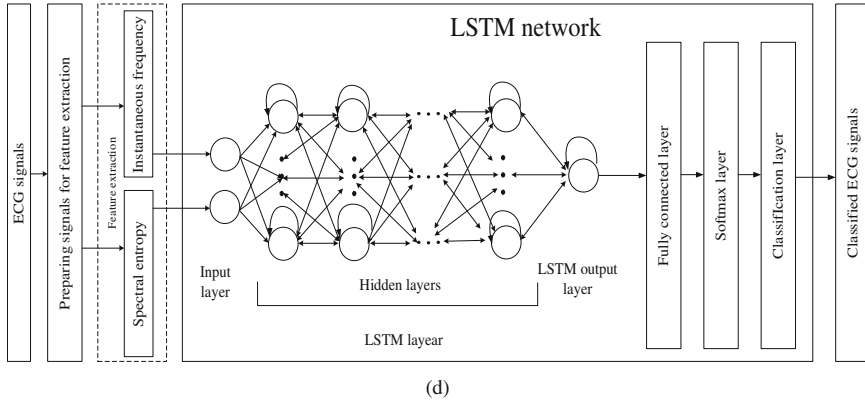 ECG signals
Preparing signals for feature extraction
Feature extraction
Instantaneous frequency
Spectral entropy
LSTM network
Input
layer
Hidden layers
LSTM output
layer
LSTM layear
Fully connected layer
Softmax layer
Classification layer
Classified ECG signals
(d)